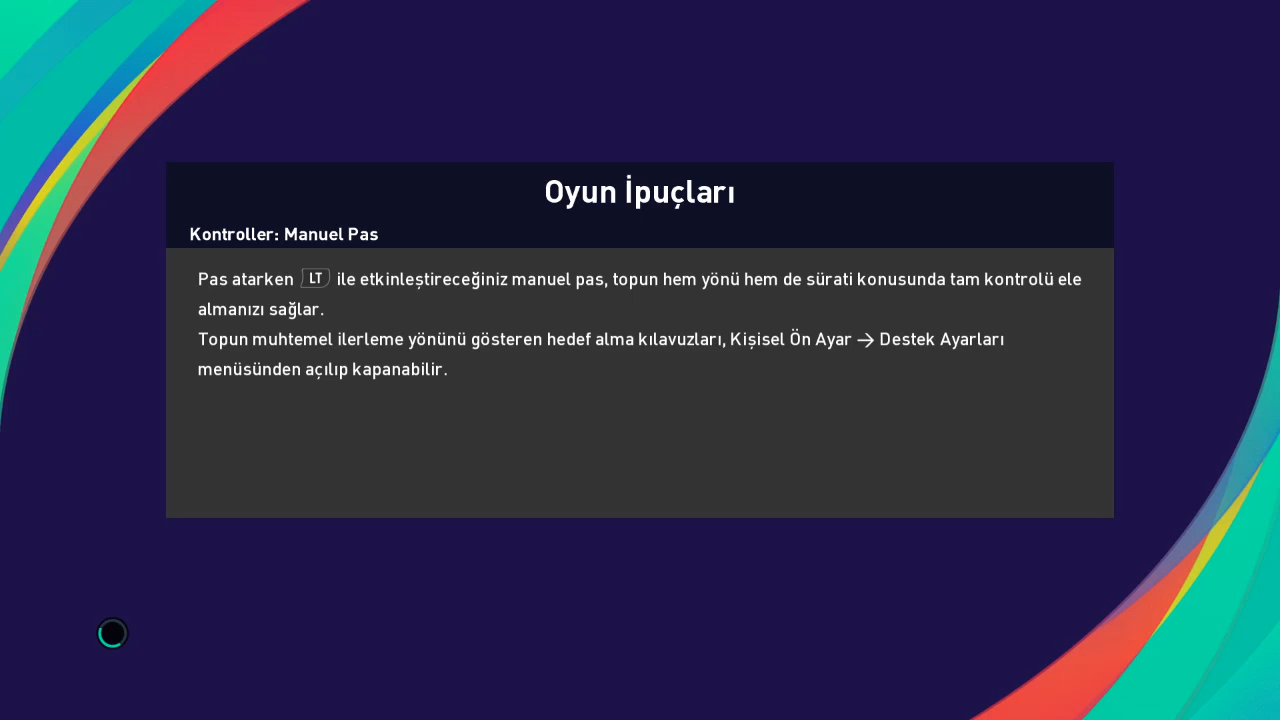 Oyun İpuçları
Kontroller: Manuel Pas
Pas atarken LT ile etkinleştireceğiniz manuel pas, topun hem yönü hem de sürati konusunda tam kontrolü ele
almanızı sağlar.
Topun muhtemel ilerleme yönünü gösteren hedef alma kılavuzları, Kişisel Ön Ayar → Destek Ayarları
menüsünden açılıp kapanabilir.